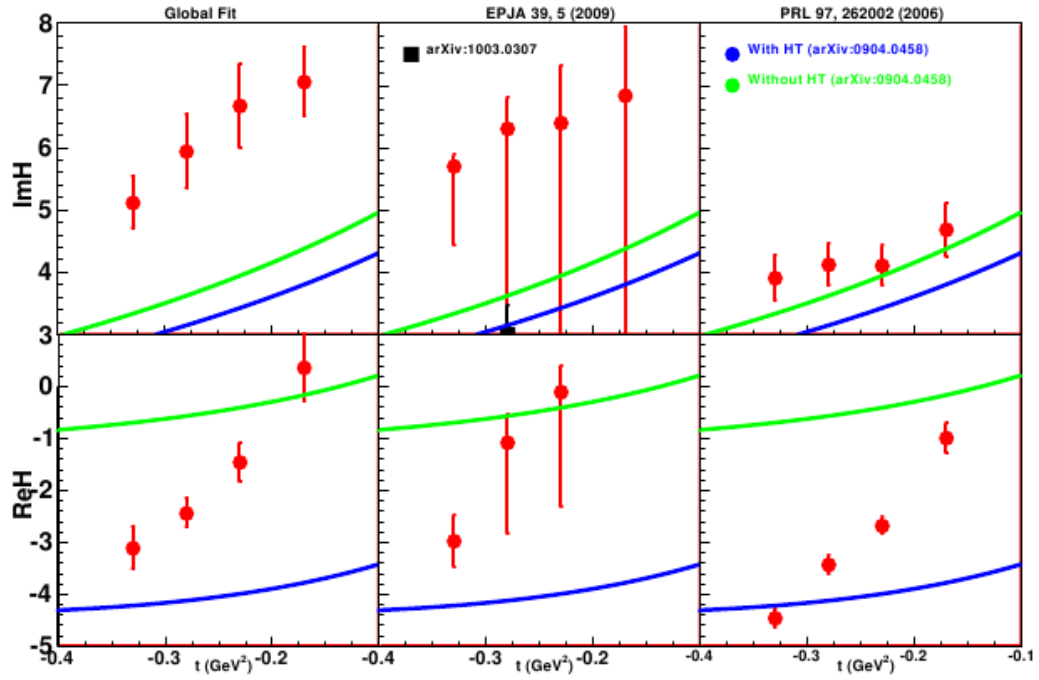 Global Fit
EPJA 39, 5 (2009)
PRL 97, 262002 (2006)
8
7
6
5
4
3
ImH
arXiv:1003.0307
With HT (arXiv:0904.0458)
Without HT (arXiv:0904.0458)
3
0
-1
-2
-3
-4
-5
ReH
-0.4
-0.3
-0.2
-0.4
-0.3
-0.2
-0.4
-0.3
-0.2
-0.1
t (GeV²)
t (GeV²)
t (GeV²)